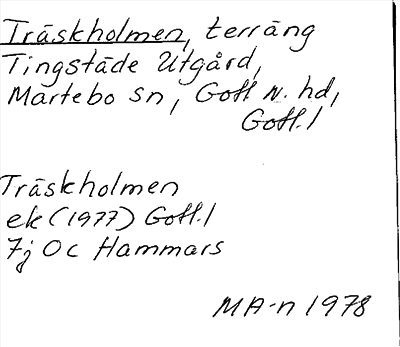 Träskholmen, terräng
Tingstäde Utgård,
Martebo sn, Gotl n. hd,
Gotl. l
Träskholmen
ek (1977) Gotl. l
7j Oc Hammars
MA-n 1978